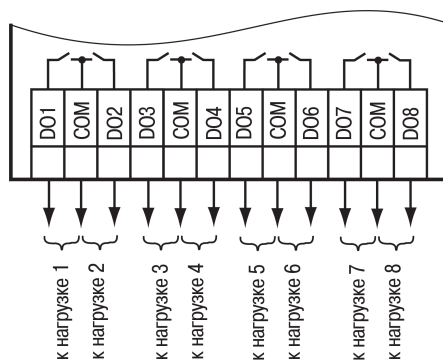 DO1
COM
DO2
DO3
COM
DO4
DO5
COM
DO6
DO7
COM
DO8
к нагрузке 1
к нагрузке 2
к нагрузке 3
к нагрузке 4
к нагрузке 5
к нагрузке 6
к нагрузке 7
к нагрузке 8